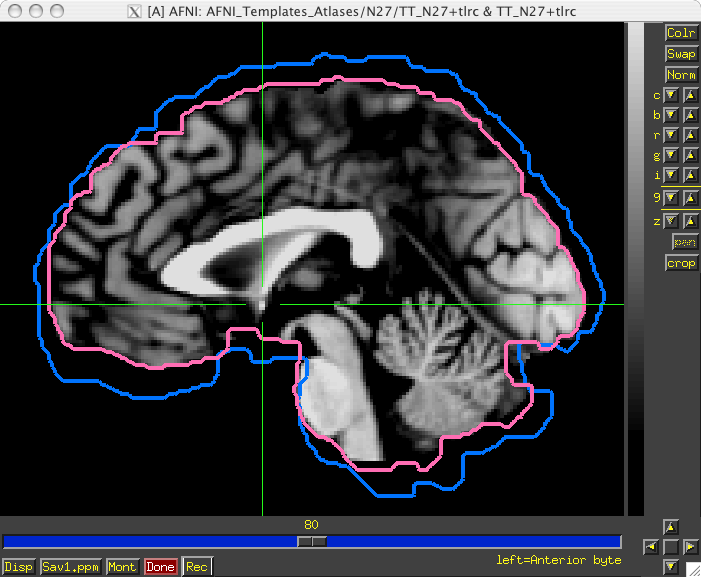 [A] AFNI: AFNI_Templates_Atlases/N27/TT_N27+tlrc & TT_N27+tlrc
Colr
Swap
Norm
c
b
r
g
i
9
z
pan
crop
80
left=Anterior byte
Disp Sav1.ppm Mont Done Rec